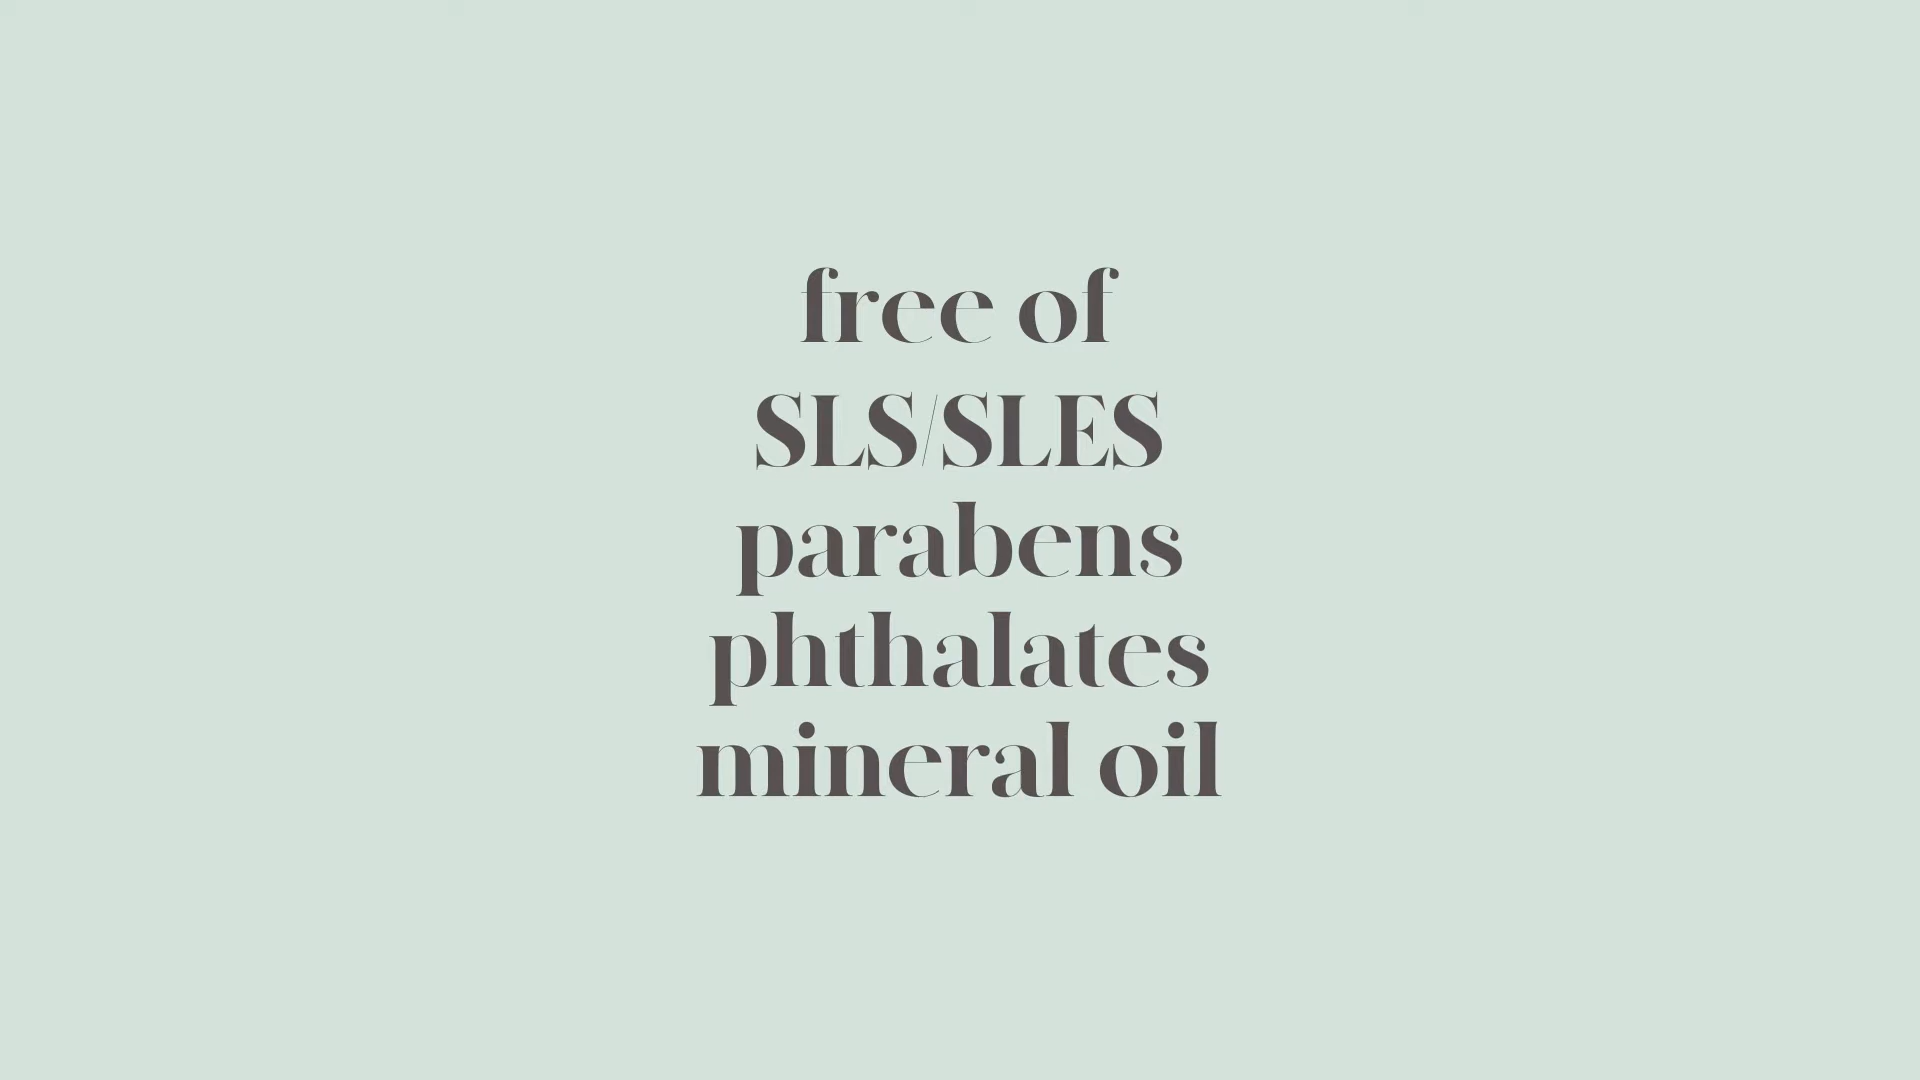 free of
SLS/SLES
parabens
phthalates
mineral oil